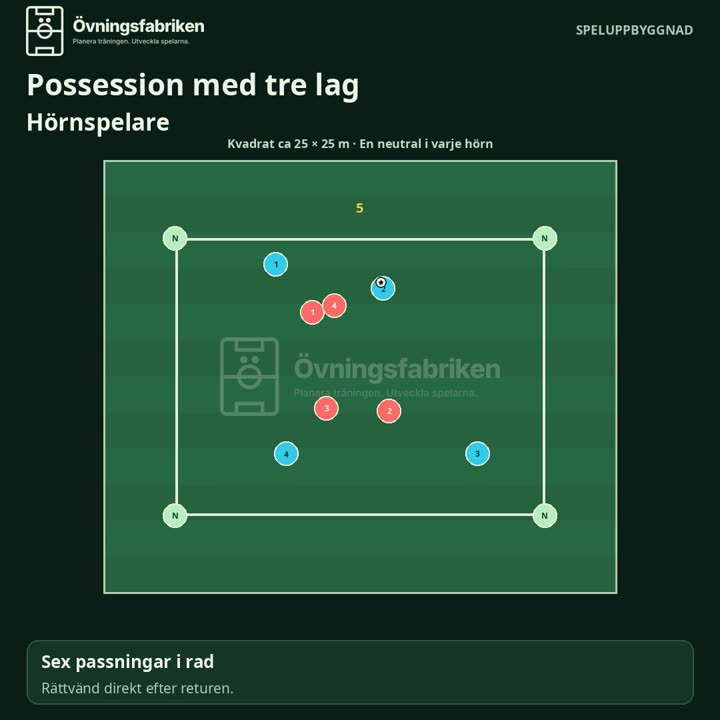 Övningsfabriken
Planera träningen. Utveckla spelarna.
SPELUPPBYGGNAD
Possession med tre lag
Hörnspelare
Kvadrat ca 25 × 25 m · En neutral i varje hörn
5
N
N
1
2
1
4
Övningsfabriken
Planera träningen. Utveckla spelarna.
3
2
4
3
N
N
Sex passningar i rad
Rättvänd direkt efter returen.